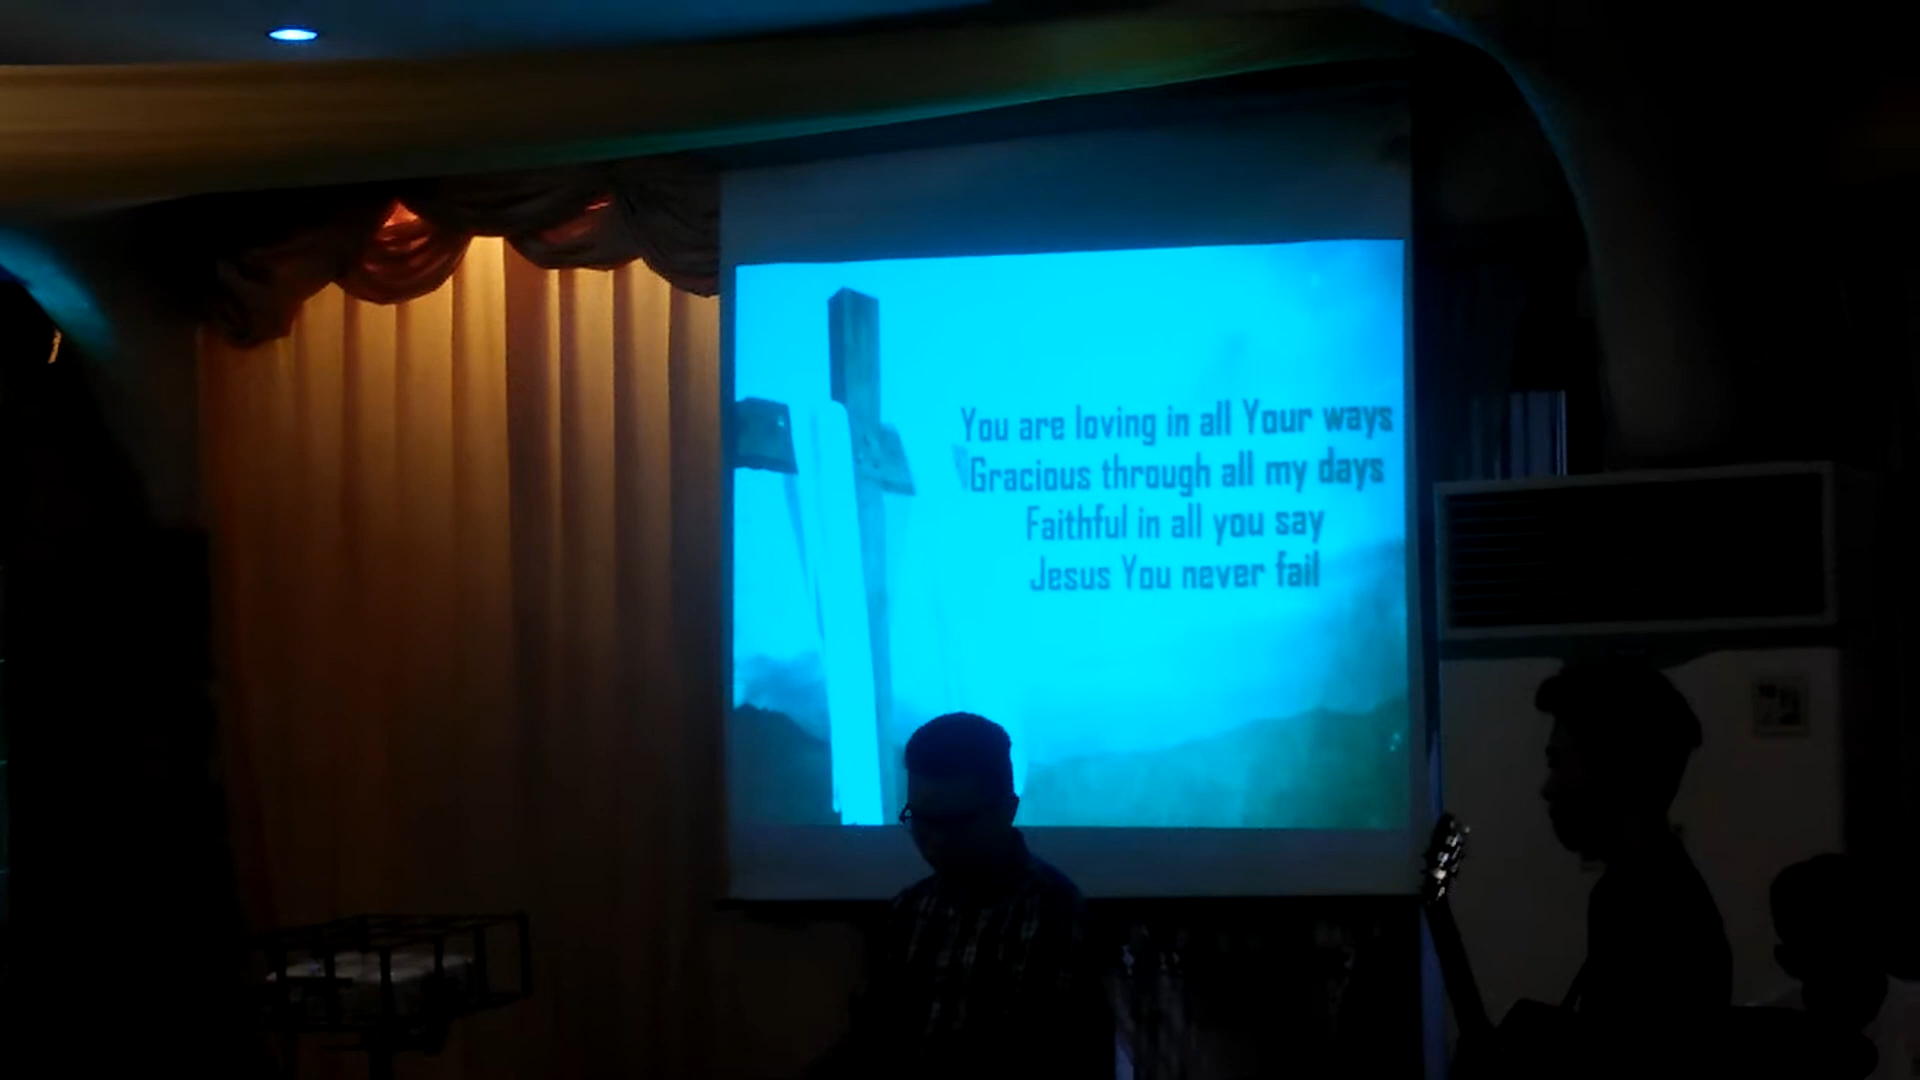 You are loving in all Your ways
Gracious through all my days
Faithful in all you say
Jesus You never fail